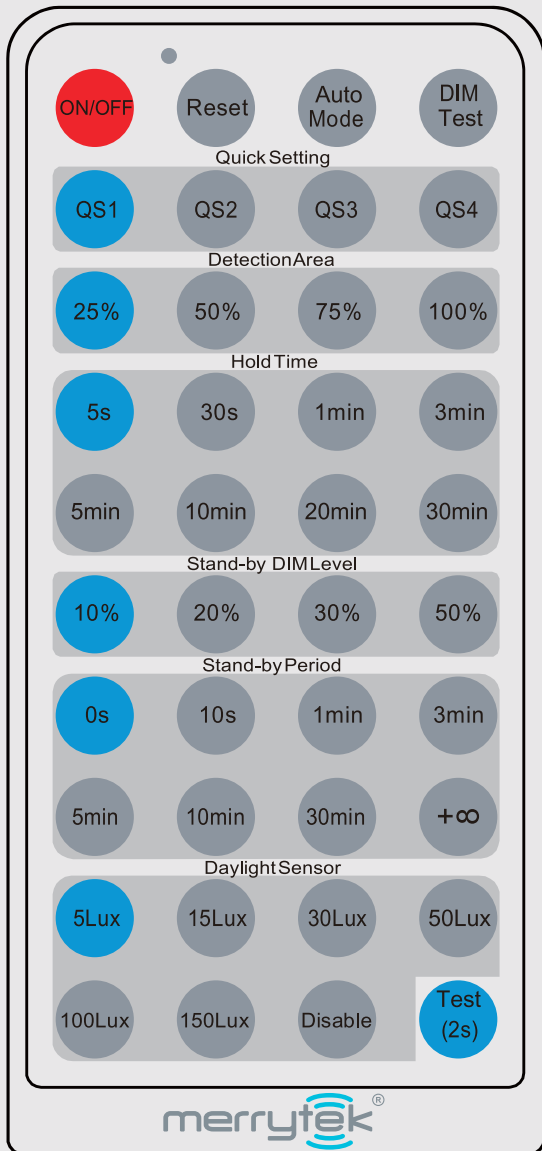 ON/OFF Reset Auto Mode DIM Test
Quick Setting
QS1 QS2 QS3 QS4
Detection Area
25% 50% 75% 100%
Hold Time
5s 30s 1min 3min
5min 10min 20min 30min
Stand-by DIM Level
10% 20% 30% 50%
Stand-by Period
0s 10s 1min 3min
5min 10min 30min +∞
Daylight Sensor
5Lux 15Lux 30Lux 50Lux
100Lux 150Lux Disable Test (2s)
merrytek®